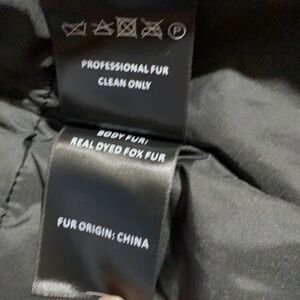 P
PROFESSIONAL FUR
CLEAN ONLY
BODY FUR:
REAL DYED FOX FUR
FUR ORIGIN: CHINA